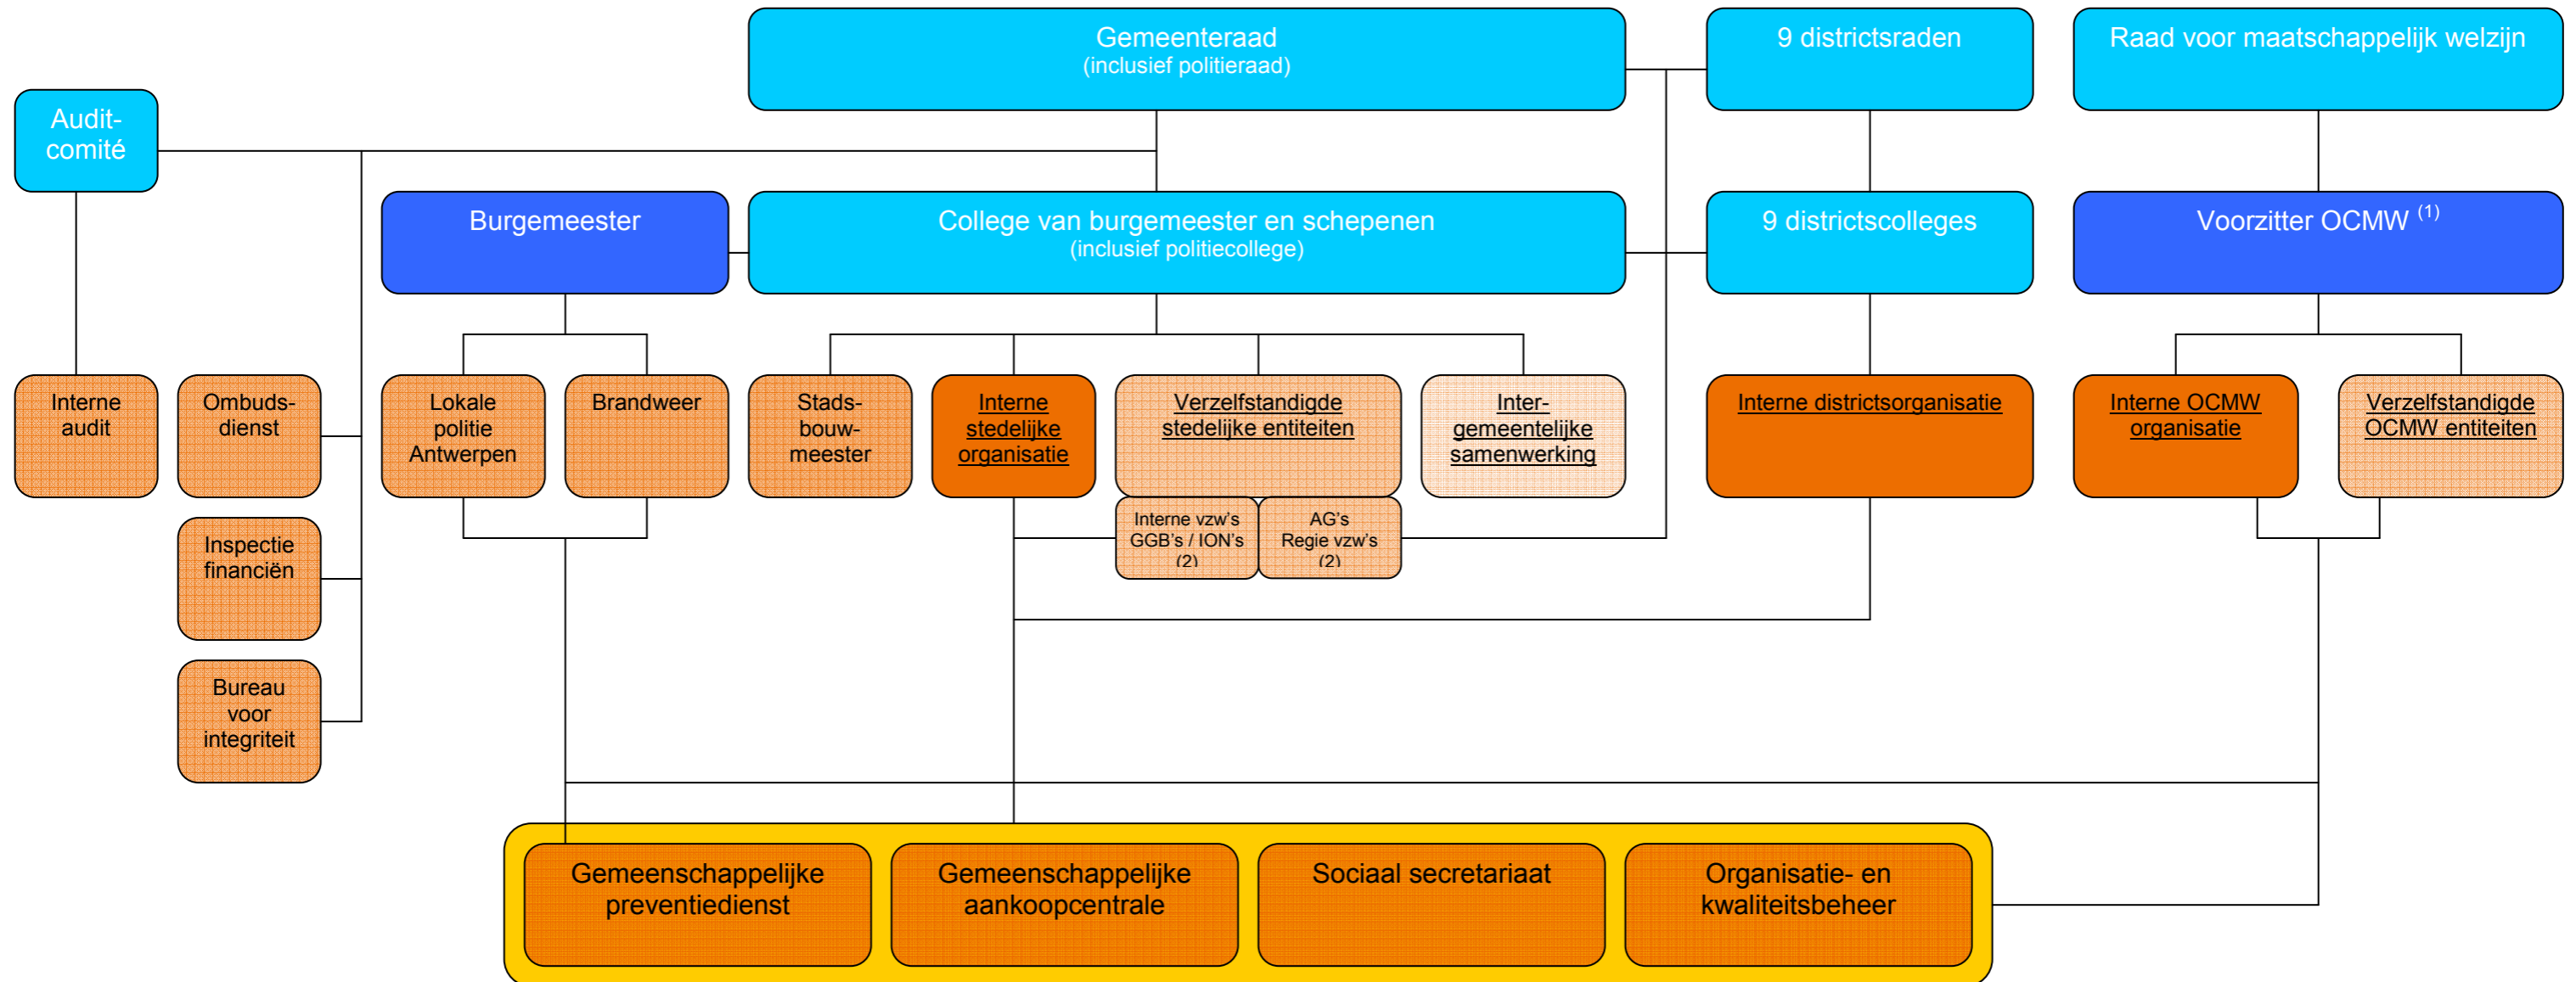 Gemeenteraad
(inclusief politieraad)
9 districtsraden
Raad voor maatschappelijk welzijn
Audit-
comité
Burgemeester
College van burgemeester en schepenen
(inclusief politiecollege)
9 districtscolleges
Voorzitter OCMW (1)
Interne
audit
Ombuds-
dienst
Lokale
politie
Antwerpen
Brandweer
Stads-
bouw-
meester
Interne
stedelijke
organisatie
Verzelfstandigde
stedelijke entiteiten
Inter-
gemeentelijke
samenwerking
Interne districtsorganisatie
Interne OCMW
organisatie
Verzelfstandigde
OCMW entiteiten
Interne vzw's
GGB's / ION's
(2)
AG's
Regie vzw's
(2)
Inspectie
financiën
Bureau
voor
integriteit
Gemeenschappelijke
preventiedienst
Gemeenschappelijke
aankoopcentrale
Sociaal secretariaat
Organisatie- en
kwaliteitsbeheer